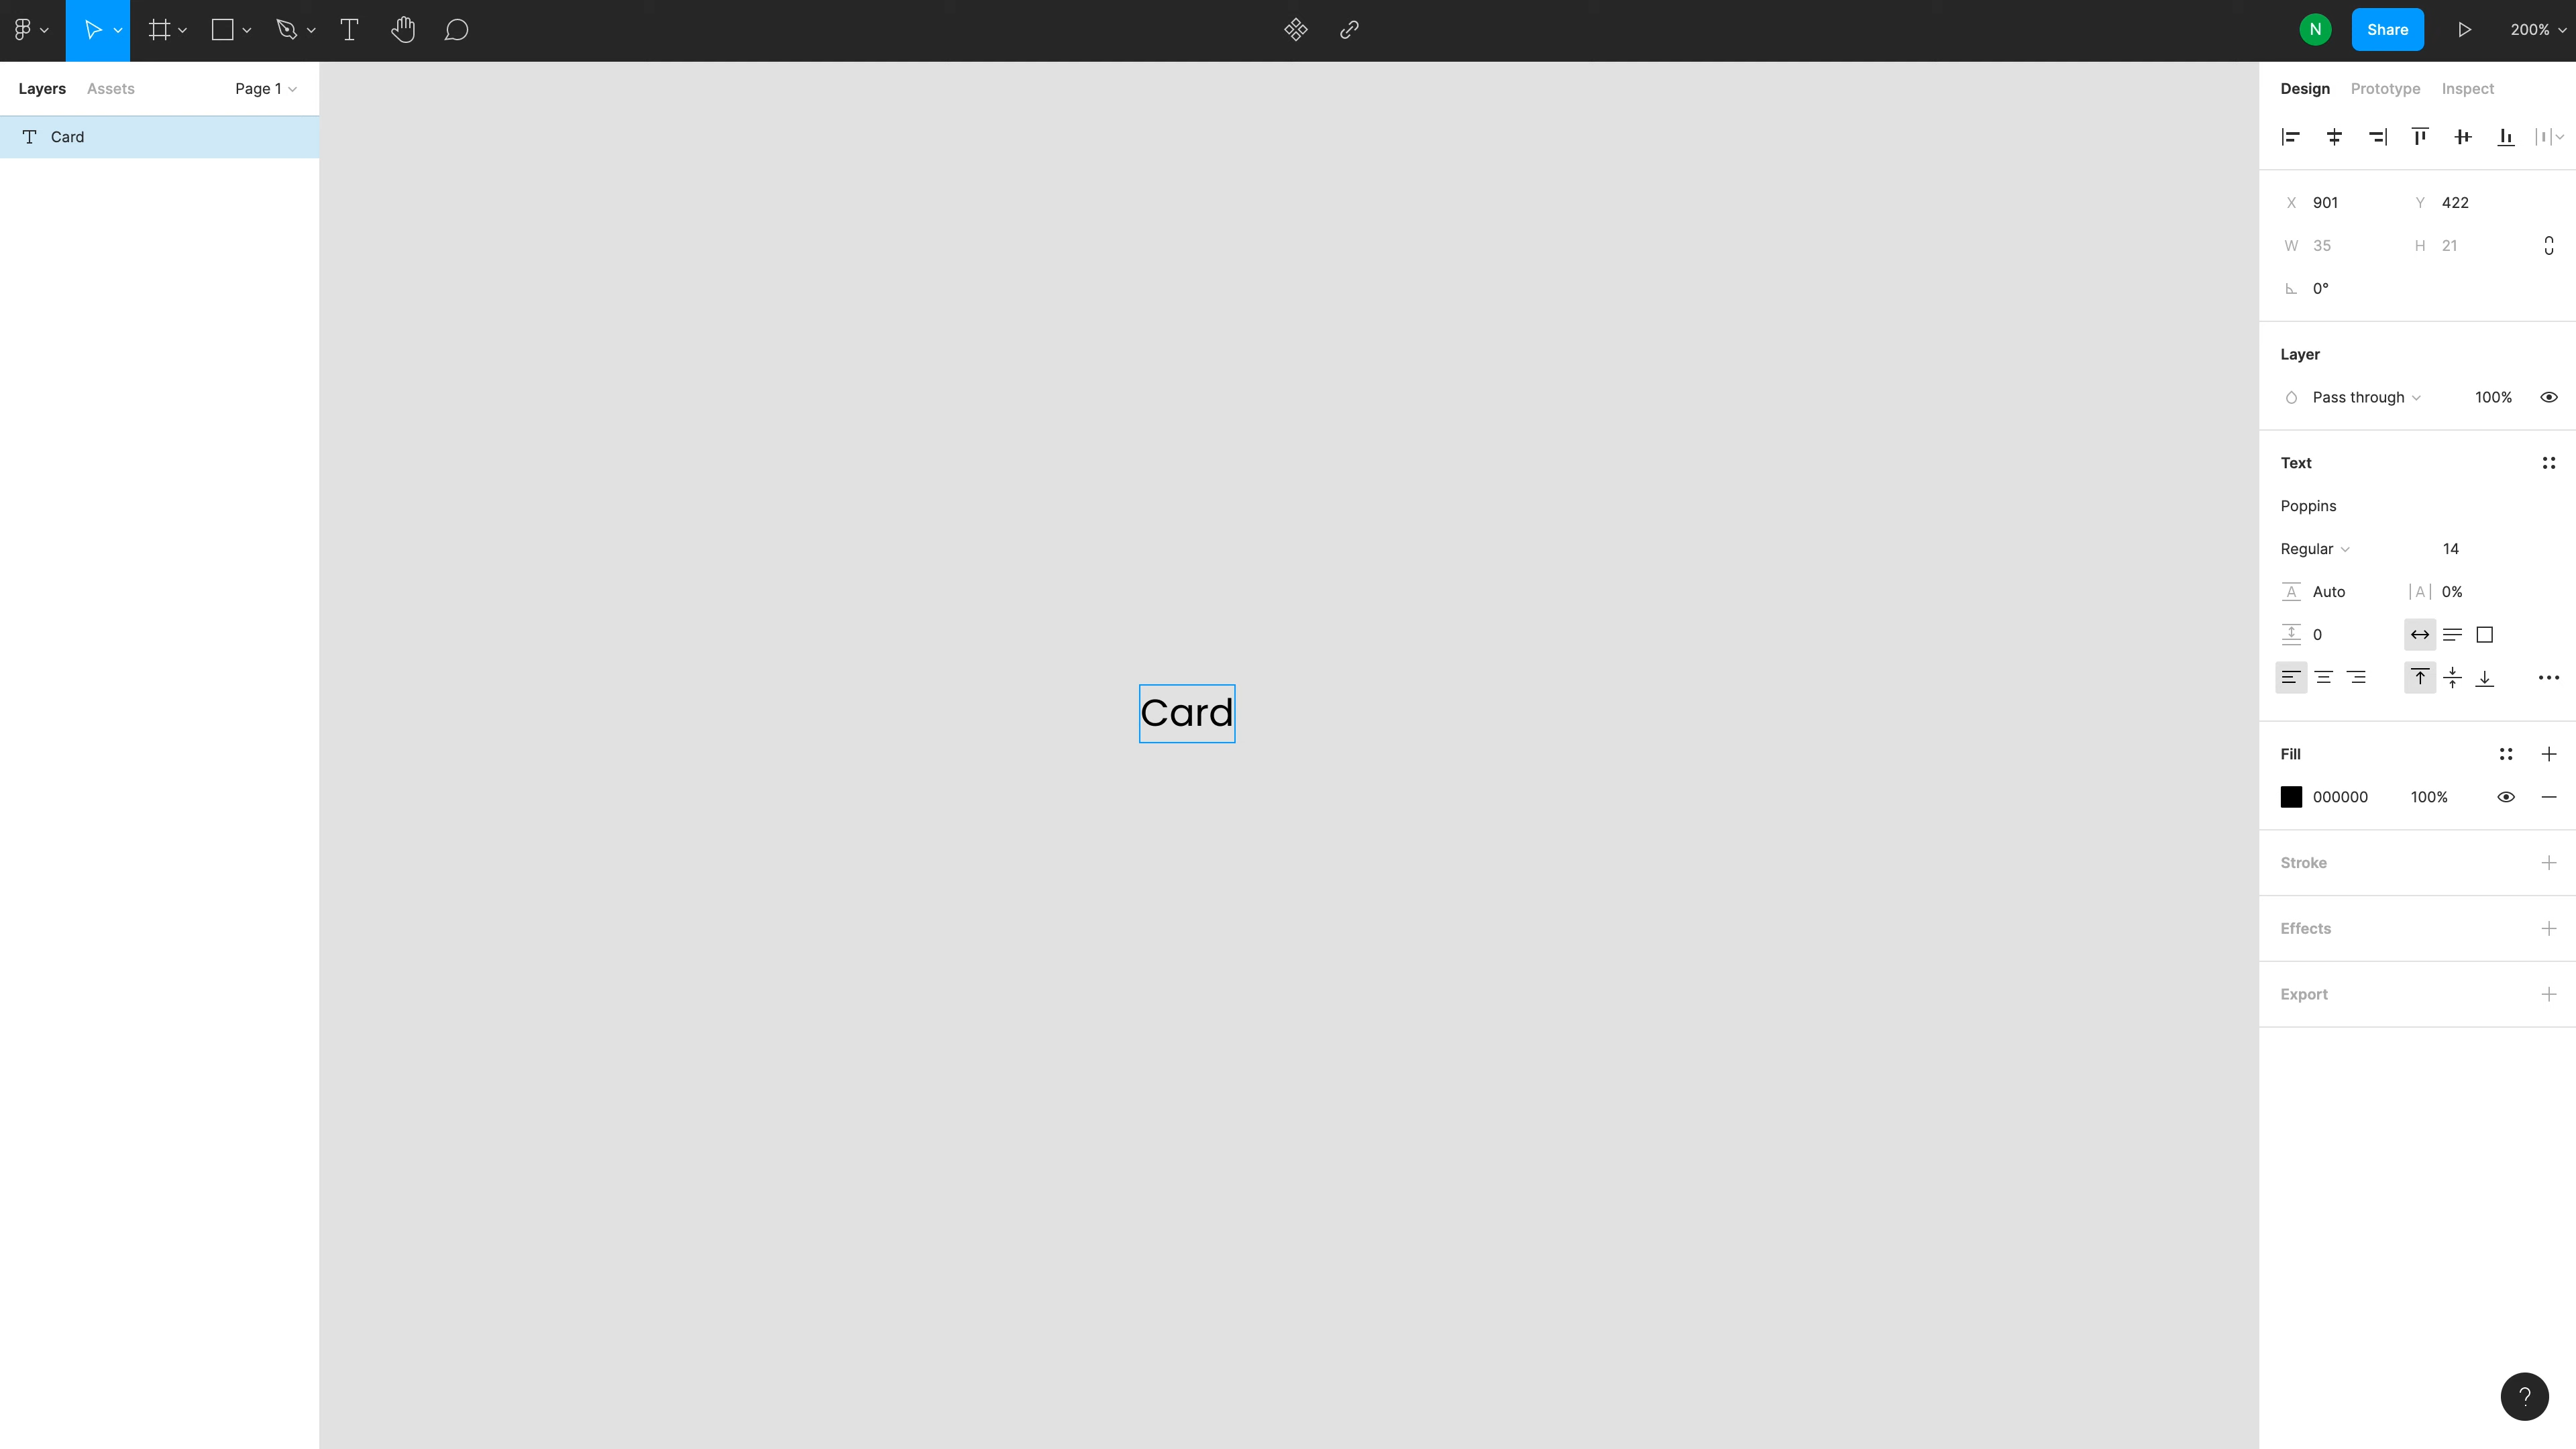 N Share 200%
Layers Assets Page 1
Design Prototype Inspect
Card
X 901 Y 422
W 35 H 21
0°
Layer
Pass through 100%
Text
Poppins
Regular 14
A Auto |A| 0%
0
Card
Fill
000000 100%
Stroke
Effects
Export
?